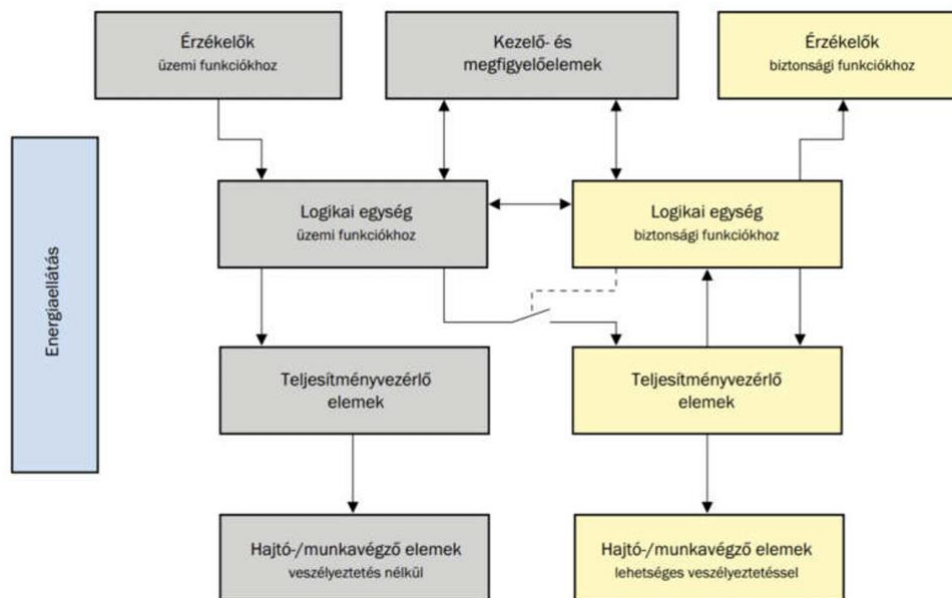 Érzékelők
üzemi funkciókhoz
Kezelő- és
megfigyelőelemek
Érzékelők
biztonsági funkciókhoz
Energiaellátás
Logikai egység
üzemi funkciókhoz
Logikai egység
biztonsági funkciókhoz
Teljesítményvezérlő
elemek
Teljesítményvezérlő
elemek
Hajtó-/munkavégző elemek
veszélyeztetés nélkül
Hajtó-/munkavégző elemek
lehetséges veszélyeztetéssel